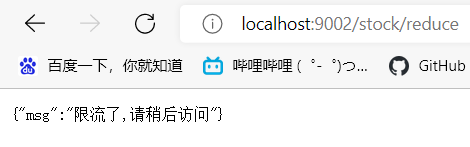 localhost:9002/stock/reduce
百度一下，你就知道 哔哩哔哩 (゜-゜)つ... GitHub
{"msg":"限流了,请稍后访问"}